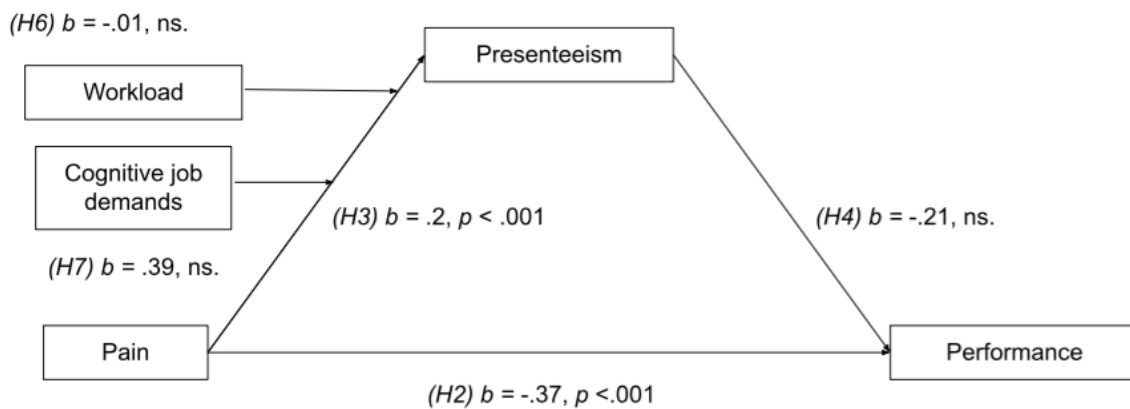 (H6) b = -.01, ns.
Presenteeism
Workload
Cognitive job
demands
(H3) b = .2, p < .001
(H4) b = -.21, ns.
(H7) b = .39, ns.
Pain
Performance
(H2) b = -.37, p <.001